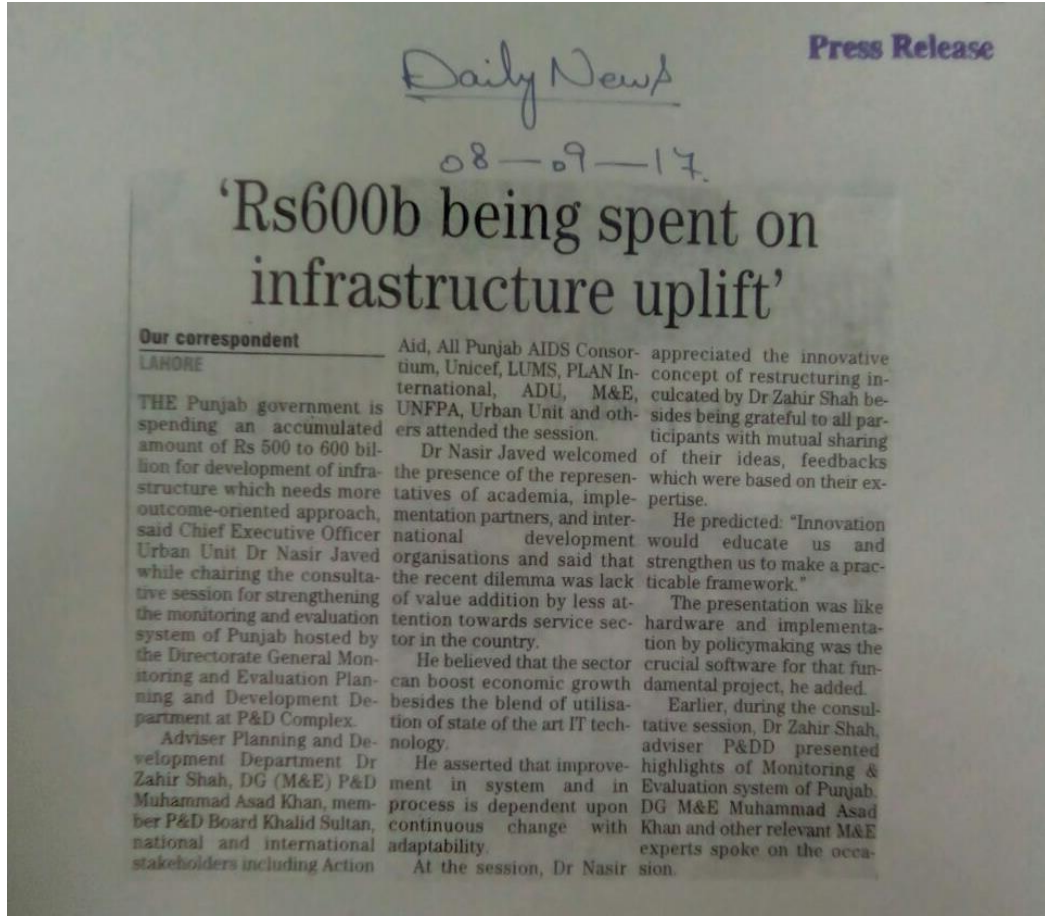 Press Release
Daily News
08-09-17.
'Rs600b being spent on
infrastructure uplift'
Our correspondent
LAHORE
THE Punjab government is
spending an accumulated
amount of Rs 500 to 600 bil-
lion for development of infra-
structure which needs more
outcome-oriented approach,
said Chief Executive Officer
Urban Unit Dr Nasir Javed
while chairing the consulta-
tive session for strengthening
the monitoring and evaluation
system of Punjab hosted by
the Directorate General Mon-
itoring and Evaluation Plan-
ning and Development De-
partment at P&D Complex.
Adviser Planning and De-
velopment Department Dr
Zahir Shah, DG (M&E) P&D
Muhammad Asad Khan, mem-
ber P&D Board Khalid Sultan,
national and international
stakeholders including Action
Aid, All Punjab AIDS Consor-
tium, Unicef, LUMS, PLAN In-
ternational, ADU, M&E,
UNFPA, Urban Unit and oth-
ers attended the session.
Dr Nasir Javed welcomed
the presence of the represen-
tatives of academia, imple-
mentation partners, and inter-
national development
organisations and said that
the recent dilemma was lack
of value addition by less at-
tention towards service sec-
tor in the country.
He believed that the sector
can boost economic growth
besides the blend of utilisa-
tion of state of the art IT tech-
nology.
He asserted that improve-
ment in system and in
process is dependent upon
continuous change with
adaptability.
At the session, Dr Nasir
appreciated the innovative
concept of restructuring in-
culcated by Dr Zahir Shah be-
sides being grateful to all par-
ticipants with mutual sharing
of their ideas, feedbacks
which were based on their ex-
pertise.
He predicted: "Innovation
would educate us and
strengthen us to make a prac-
ticable framework."
The presentation was like
hardware and implementa-
tion by policymaking was the
crucial software for that fun-
damental project, he added.
Earlier, during the consul-
tative session, Dr Zahir Shah,
adviser P&DD presented
highlights of Monitoring &
Evaluation system of Punjab.
DG M&E Muhammad Asad
Khan and other relevant M&E
experts spoke on the occa-
sion.